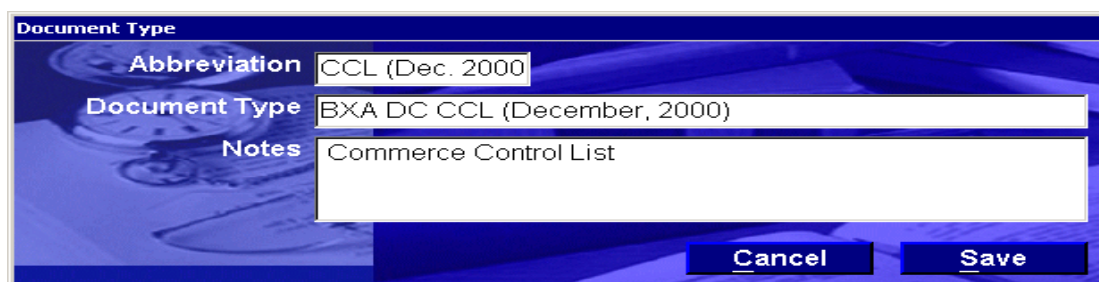 Document Type
Abbreviation CCL (Dec. 2000
Document Type BXA DC CCL (December, 2000)
Notes Commerce Control List
Cancel Save